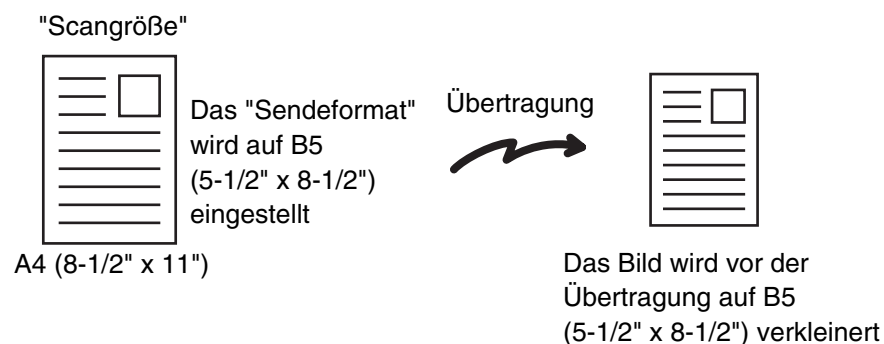 "Scangröße"
Das "Sendeformat"
wird auf B5
(5-1/2" x 8-1/2")
eingestellt
A4 (8-1/2" x 11")
Übertragung
Das Bild wird vor der
Übertragung auf B5
(5-1/2" x 8-1/2") verkleinert